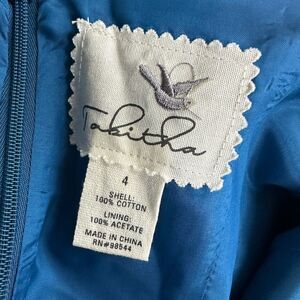 Tabitha
4
SHELL:
100% COTTON
LINING:
100% ACETATE
MADE IN CHINA
RN#98544